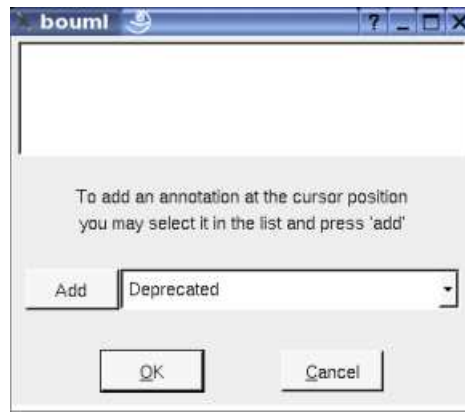 bouml
To add an annotation at the cursor position
you may select it in the list and press 'add'
Add
Deprecated
OK
Cancel